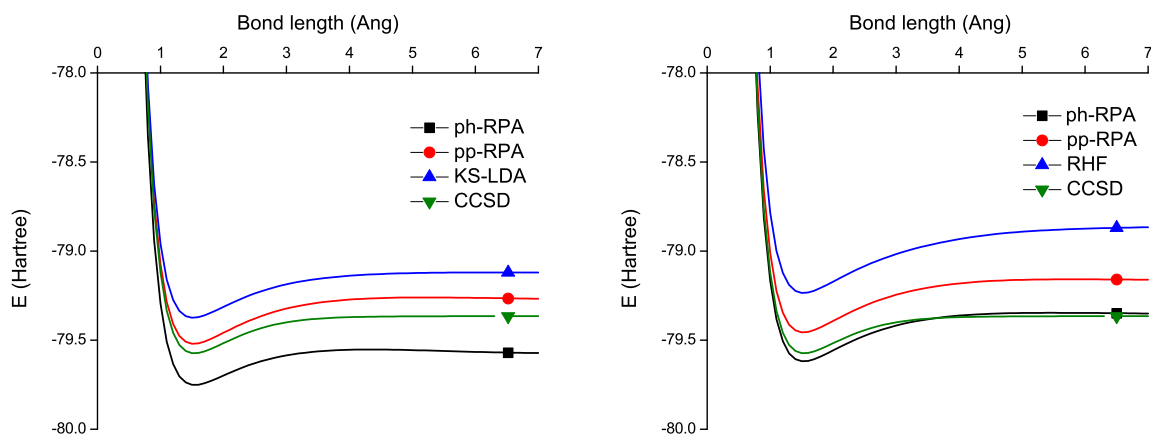 Bond length (Ang)
0 1 2 3 4 5 6 7
-78.0
-78.5
-79.0
-79.5
-80.0
E (Hartree)
ph-RPA
pp-RPA
KS-LDA
CCSD
Bond length (Ang)
0 1 2 3 4 5 6 7
-78.0
-78.5
-79.0
-79.5
-80.0
E (Hartree)
ph-RPA
pp-RPA
RHF
CCSD